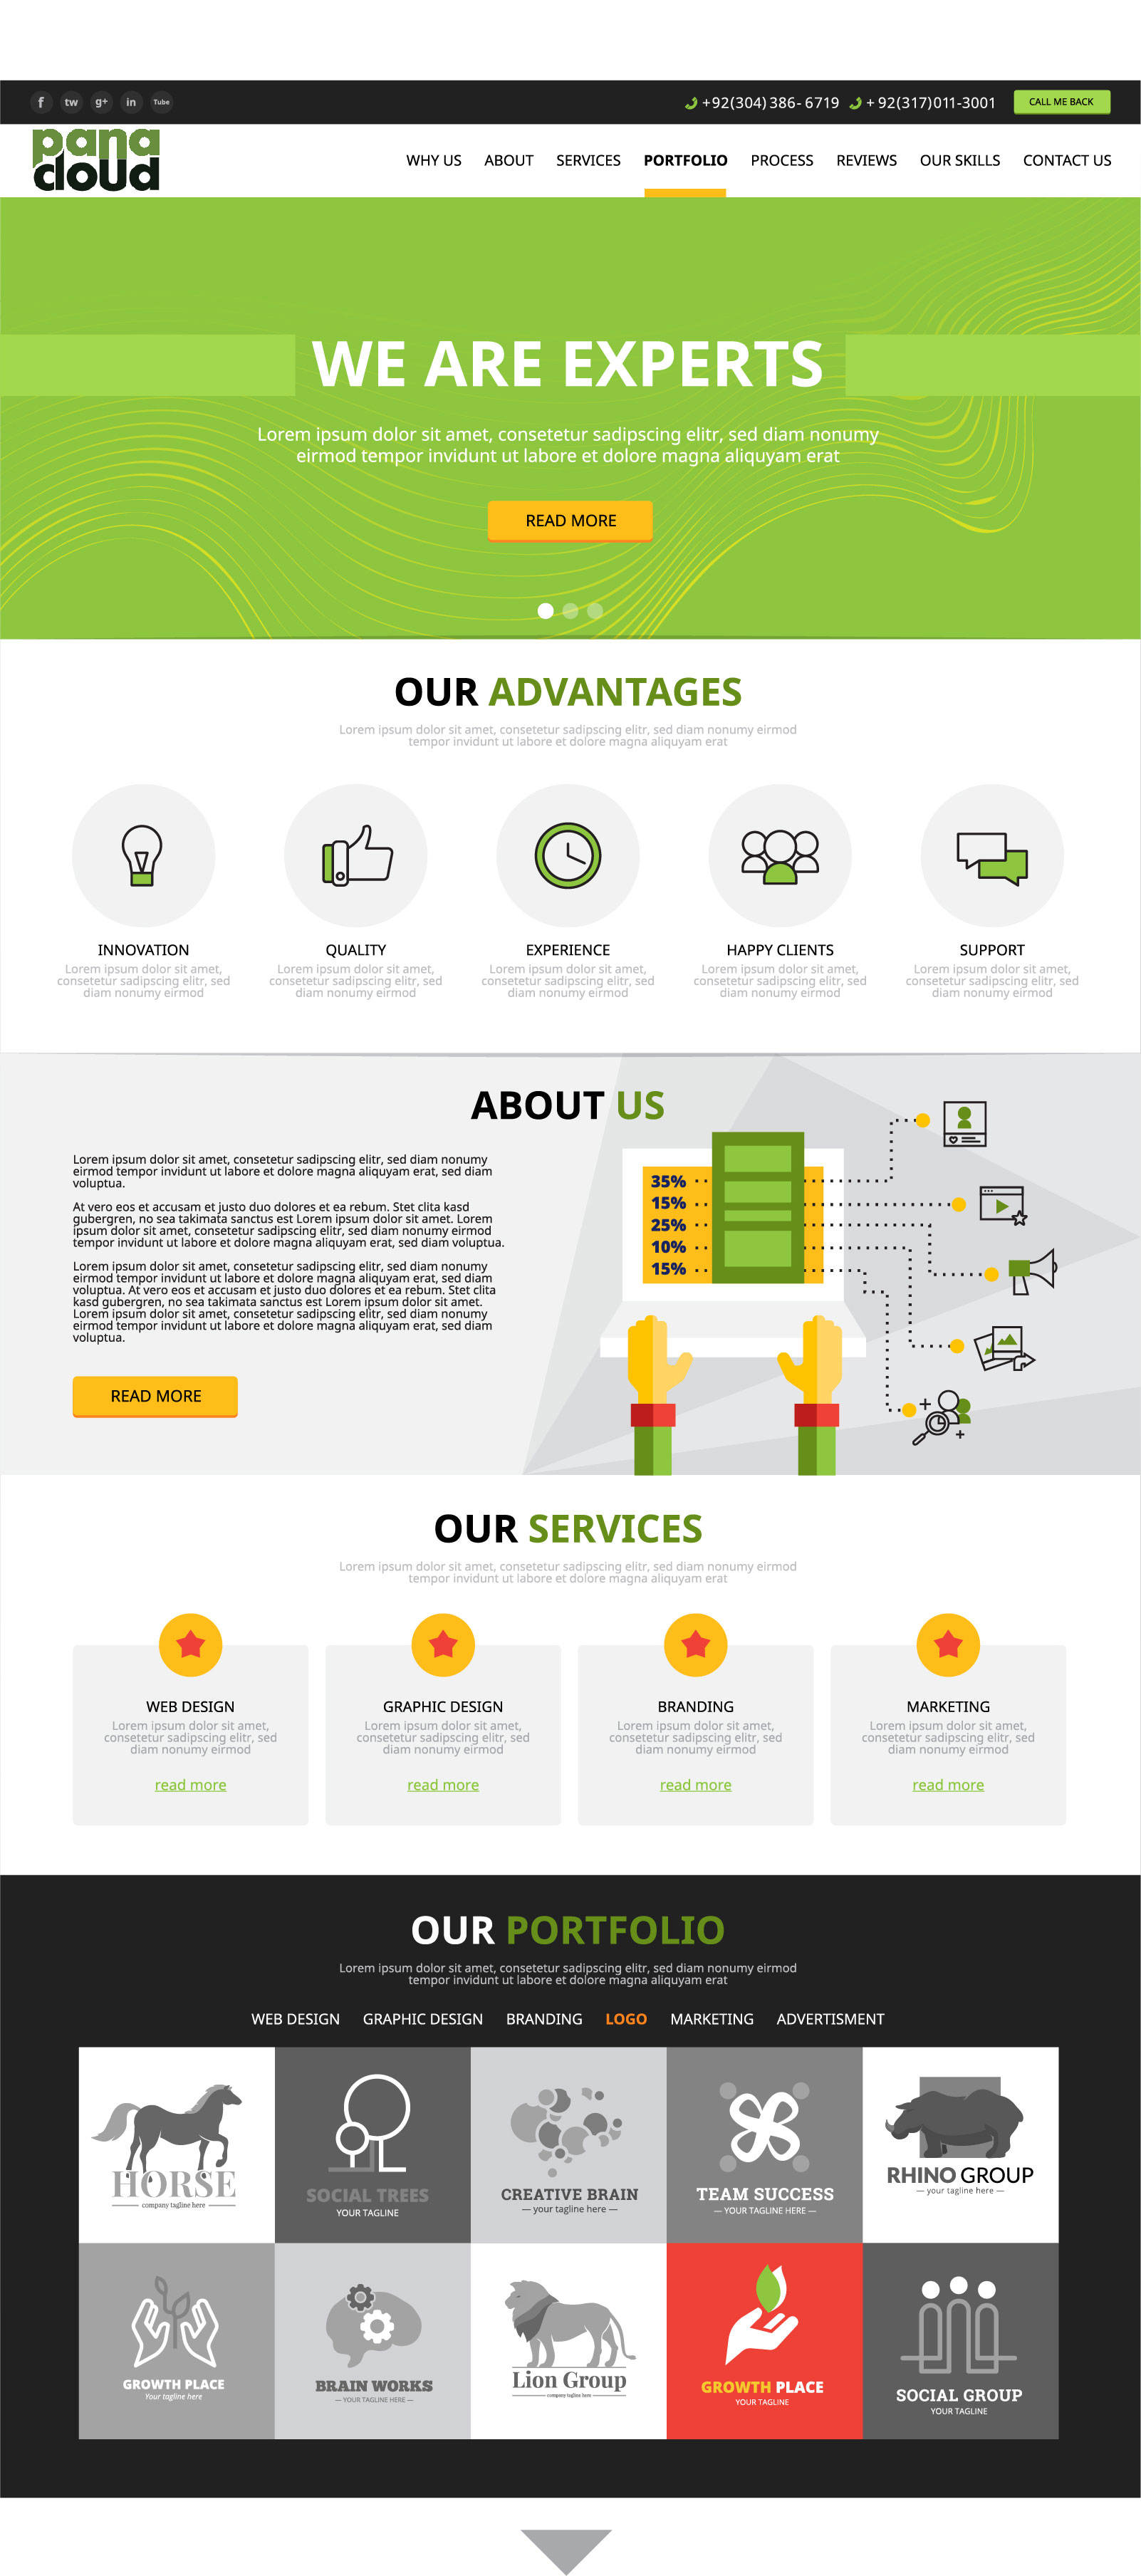 f tw g+ in Tube
+92(304) 386- 6719 + 92(317)011-3001 CALL ME BACK
pana
cloud
WHY US ABOUT SERVICES PORTFOLIO PROCESS REVIEWS OUR SKILLS CONTACT US
WE ARE EXPERTS
Lorem ipsum dolor sit amet, consetetur sadipscing elitr, sed diam nonumy
eirmod tempor invidunt ut labore et dolore magna aliquyam erat
READ MORE
OUR ADVANTAGES
Lorem ipsum dolor sit amet, consetetur sadipscing elitr, sed diam nonumy eirmod
tempor invidunt ut labore et dolore magna aliquyam erat
INNOVATION
Lorem ipsum dolor sit amet,
consetetur sadipscing elitr, sed
diam nonumy eirmod
QUALITY
Lorem ipsum dolor sit amet,
consetetur sadipscing elitr, sed
diam nonumy eirmod
EXPERIENCE
Lorem ipsum dolor sit amet,
consetetur sadipscing elitr, sed
diam nonumy eirmod
HAPPY CLIENTS
Lorem ipsum dolor sit amet,
consetetur sadipscing elitr, sed
diam nonumy eirmod
SUPPORT
Lorem ipsum dolor sit amet,
consetetur sadipscing elitr, sed
diam nonumy eirmod
ABOUT US
Lorem ipsum dolor sit amet, consetetur sadipscing elitr, sed diam nonumy
eirmod tempor invidunt ut labore et dolore magna aliquyam erat, sed diam
voluptua.
At vero eos et accusam et justo duo dolores et ea rebum. Stet clita kasd
gubergren, no sea takimata sanctus est Lorem ipsum dolor sit amet. Lorem
ipsum dolor sit amet, consetetur sadipscing elitr, sed diam nonumy eirmod
tempor invidunt ut labore et dolore magna aliquyam erat, sed diam voluptua.
Lorem ipsum dolor sit amet, consetetur sadipscing elitr, sed diam nonumy
eirmod tempor invidunt ut labore et dolore magna aliquyam erat, sed diam
voluptua. At vero eos et accusam et justo duo dolores et ea rebum. Stet clita
kasd gubergren, no sea takimata sanctus est Lorem ipsum dolor sit amet.
Lorem ipsum dolor sit amet, consetetur sadipscing elitr, sed diam nonumy
eirmod tempor invidunt ut labore et dolore magna aliquyam erat, sed diam
voluptua.
READ MORE
35%
15%
25%
10%
15%
OUR SERVICES
Lorem ipsum dolor sit amet, consetetur sadipscing elitr, sed diam nonumy eirmod
tempor invidunt ut labore et dolore magna aliquyam erat
WEB DESIGN
Lorem ipsum dolor sit amet,
consetetur sadipscing elitr, sed
diam nonumy eirmod
read more
GRAPHIC DESIGN
Lorem ipsum dolor sit amet,
consetetur sadipscing elitr, sed
diam nonumy eirmod
read more
BRANDING
Lorem ipsum dolor sit amet,
consetetur sadipscing elitr, sed
diam nonumy eirmod
read more
MARKETING
Lorem ipsum dolor sit amet,
consetetur sadipscing elitr, sed
diam nonumy eirmod
read more
OUR PORTFOLIO
Lorem ipsum dolor sit amet, consetetur sadipscing elitr, sed diam nonumy eirmod
tempor invidunt ut labore et dolore magna aliquyam erat
WEB DESIGN GRAPHIC DESIGN BRANDING LOGO MARKETING ADVERTISMENT
HORSE
company tagline here
SOCIAL TREES
YOUR TAGLINE
CREATIVE BRAIN
— your tagline here —
TEAM SUCCESS
— YOUR TAGLINE HERE —
RHINO GROUP
— your tagline here —
GROWTH PLACE
Your tagline here
BRAIN WORKS
— YOUR TAGLINE HERE —
Lion Group
company tagline here
GROWTH PLACE
YOUR TAGLINE
SOCIAL GROUP
YOUR TAGLINE